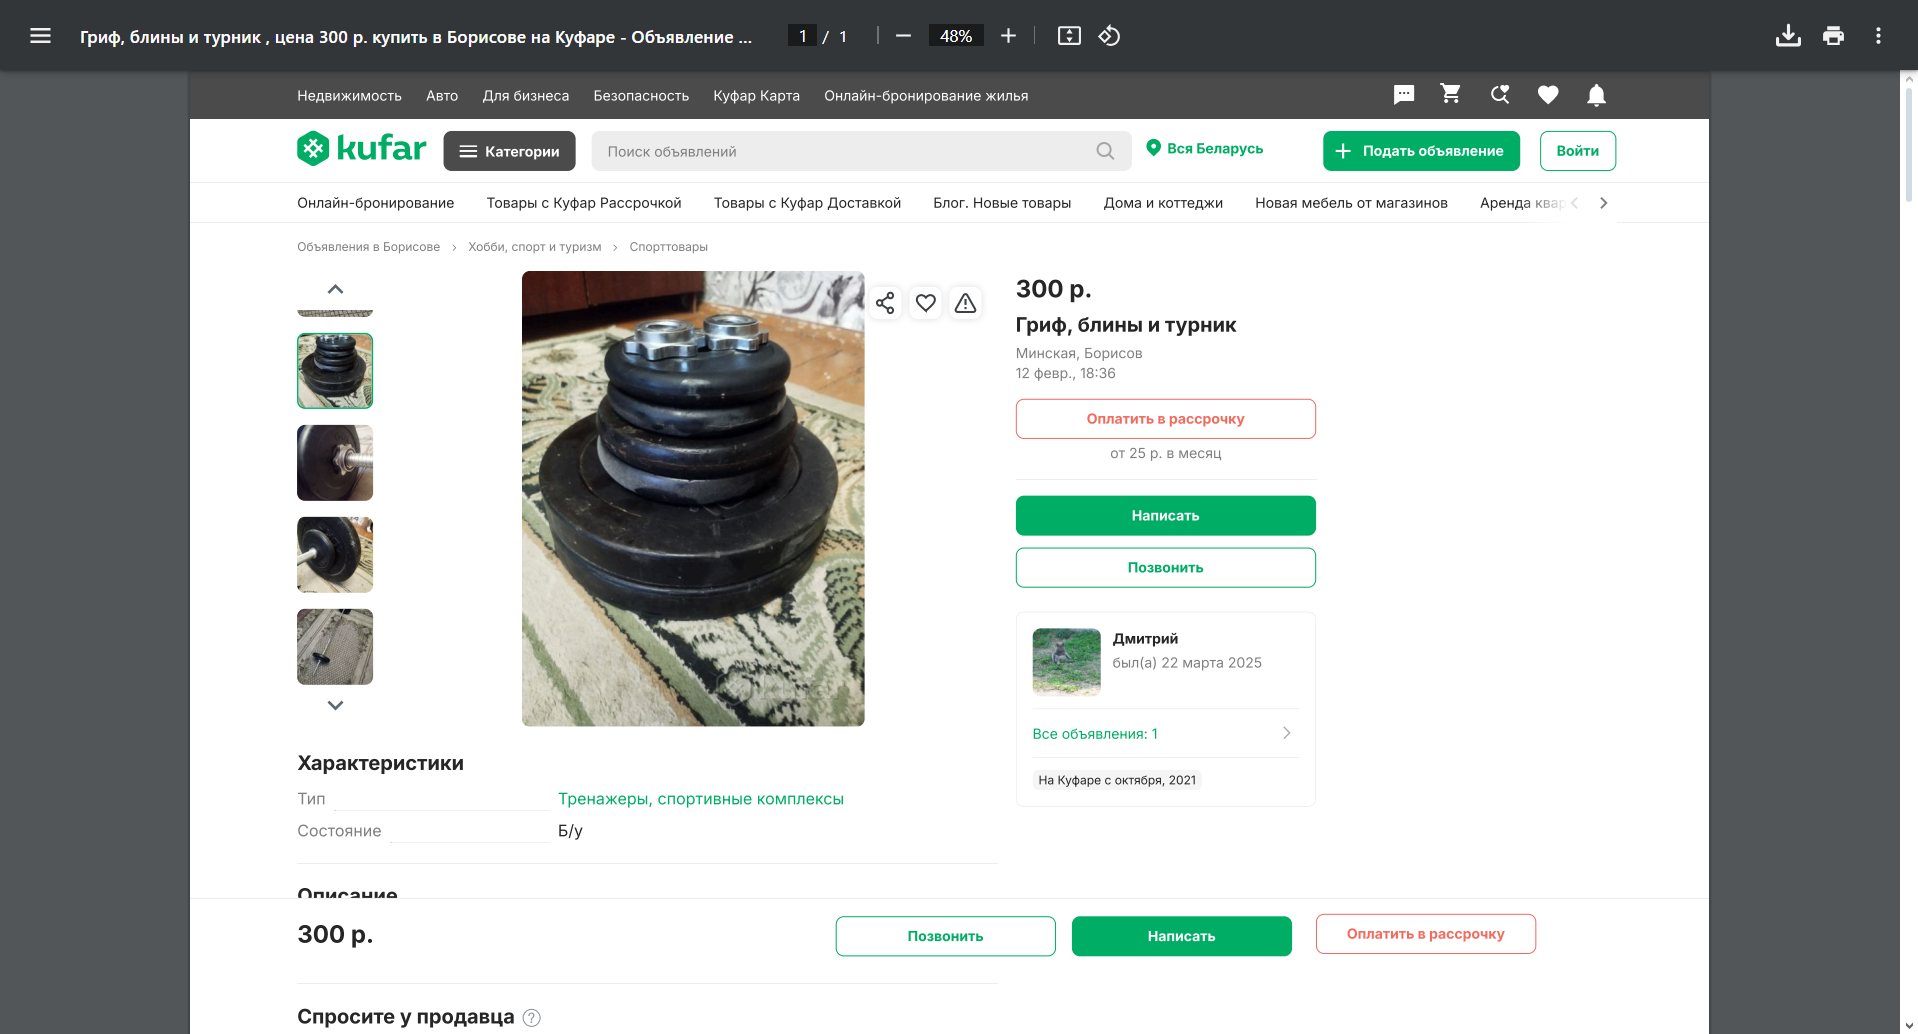 Гриф, блины и турник , цена 300 р. купить в Борисове на Куфаре - Объявление ...
1 / 1
48%
Недвижимость Авто Для бизнеса Безопасность Куфар Карта Онлайн-бронирование жилья
kufar
Категории
Поиск объявлений
Вся Беларусь
Подать объявление
Войти
Онлайн-бронирование Товары с Куфар Рассрочкой Товары с Куфар Доставкой Блог. Новые товары Дома и коттеджи Новая мебель от магазинов Аренда квар
Объявления в Борисове › Хобби, спорт и туризм › Спорттовары
300 р.
Гриф, блины и турник
Минская, Борисов
12 февр., 18:36
Оплатить в рассрочку
от 25 р. в месяц
Написать
Позвонить
Дмитрий
был(а) 22 марта 2025
Все объявления: 1
На Куфаре с октября, 2021
Характеристики
Тип Тренажеры, спортивные комплексы
Состояние Б/у
Описание
300 р.
Позвонить
Написать
Оплатить в рассрочку
Спросите у продавца ?